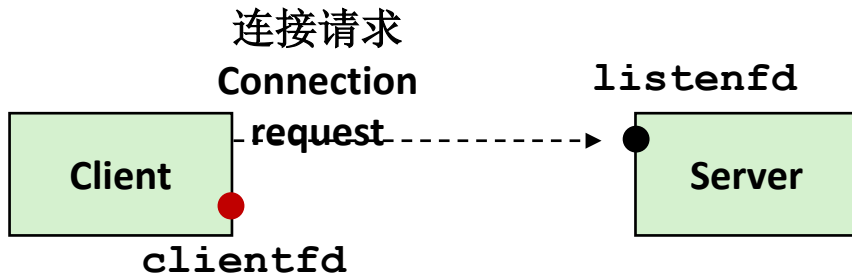 连接请求
Connection
request
listenfd
Client
Server
clientfd